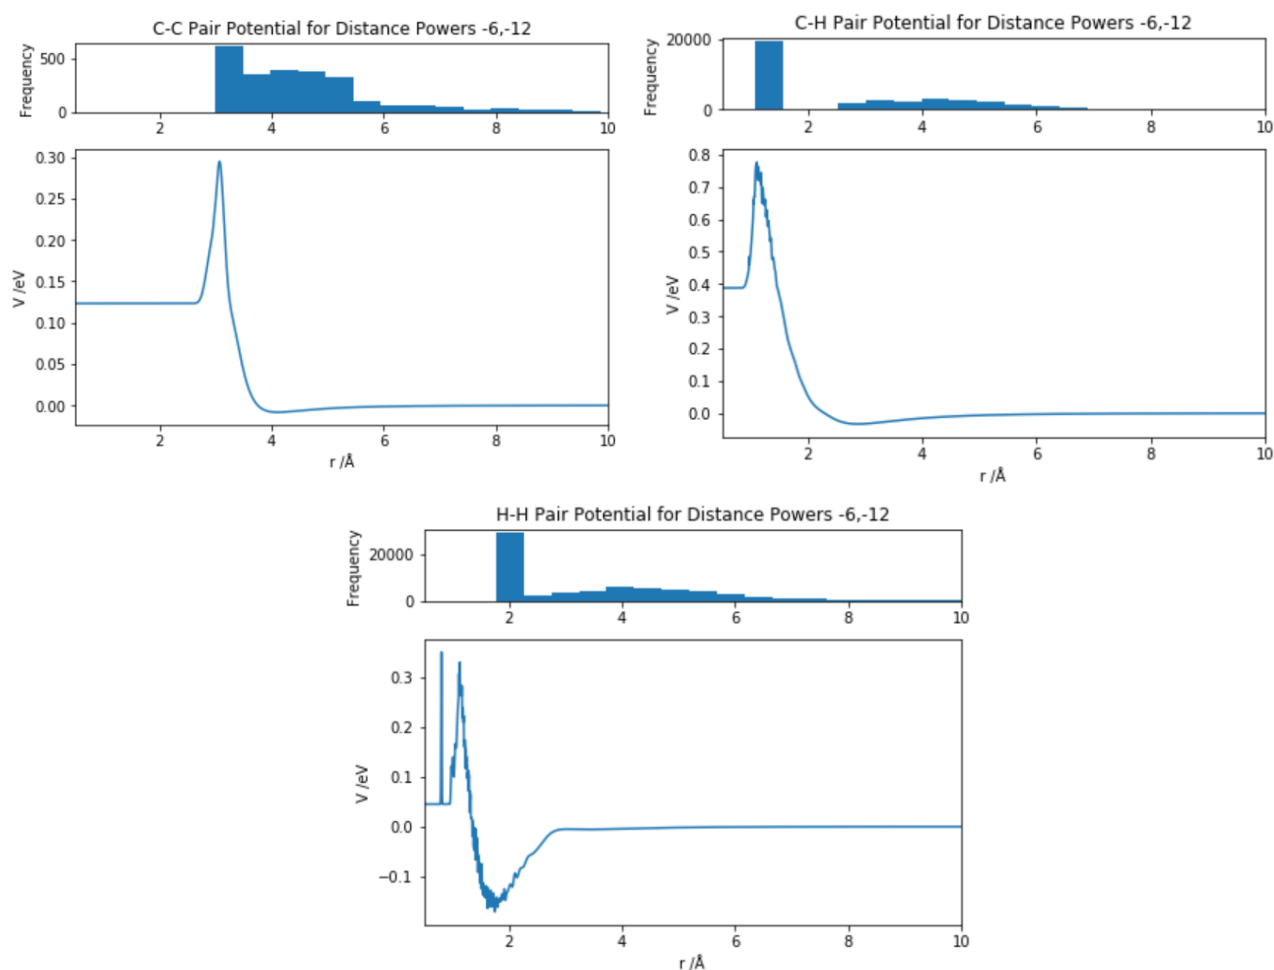 C-C Pair Potential for Distance Powers -6,-12
Frequency
500
0
2 4 6 8 10
V /eV
0.30
0.25
0.20
0.15
0.10
0.05
0.00
2 4 6 8 10
r /Å
C-H Pair Potential for Distance Powers -6,-12
Frequency
20000
0
2 4 6 8 10
V /eV
0.8
0.7
0.6
0.5
0.4
0.3
0.2
0.1
0.0
2 4 6 8 10
r /Å
H-H Pair Potential for Distance Powers -6,-12
Frequency
20000
0
2 4 6 8 10
V /eV
0.3
0.2
0.1
0.0
−0.1
2 4 6 8 10
r /Å